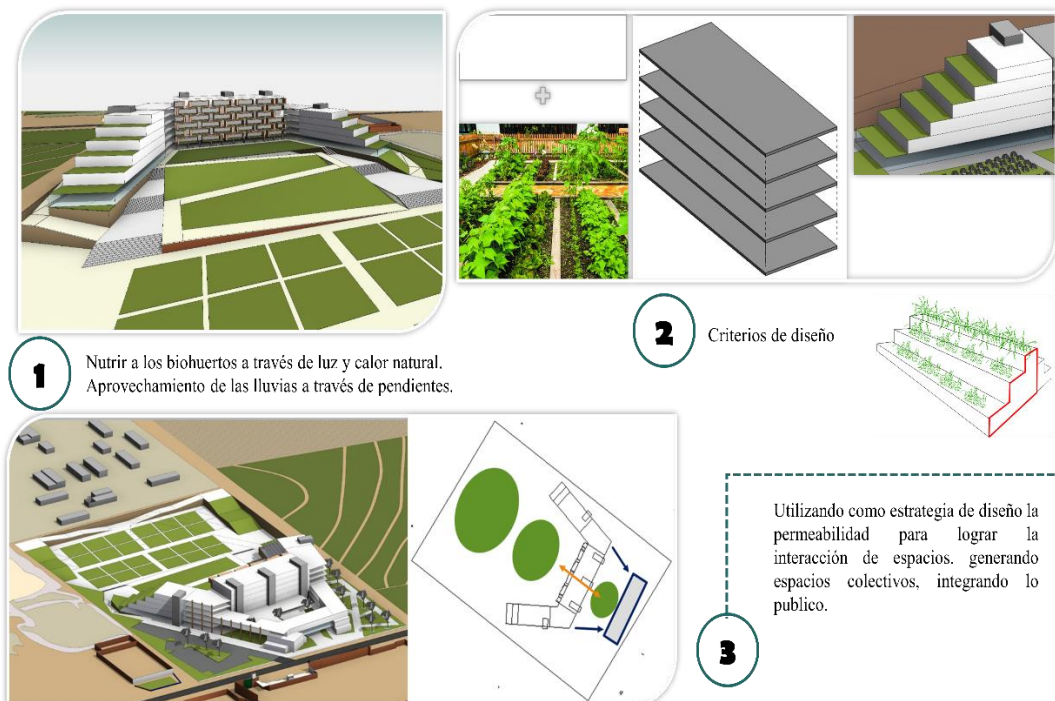 1
Nutrir a los biohuertos a través de luz y calor natural.
Aprovechamiento de las lluvias a través de pendientes.
2
Criterios de diseño
Utilizando como estrategia de diseño la
permeabilidad para lograr la
interacción de espacios. generando
espacios colectivos, integrando lo
publico.
3